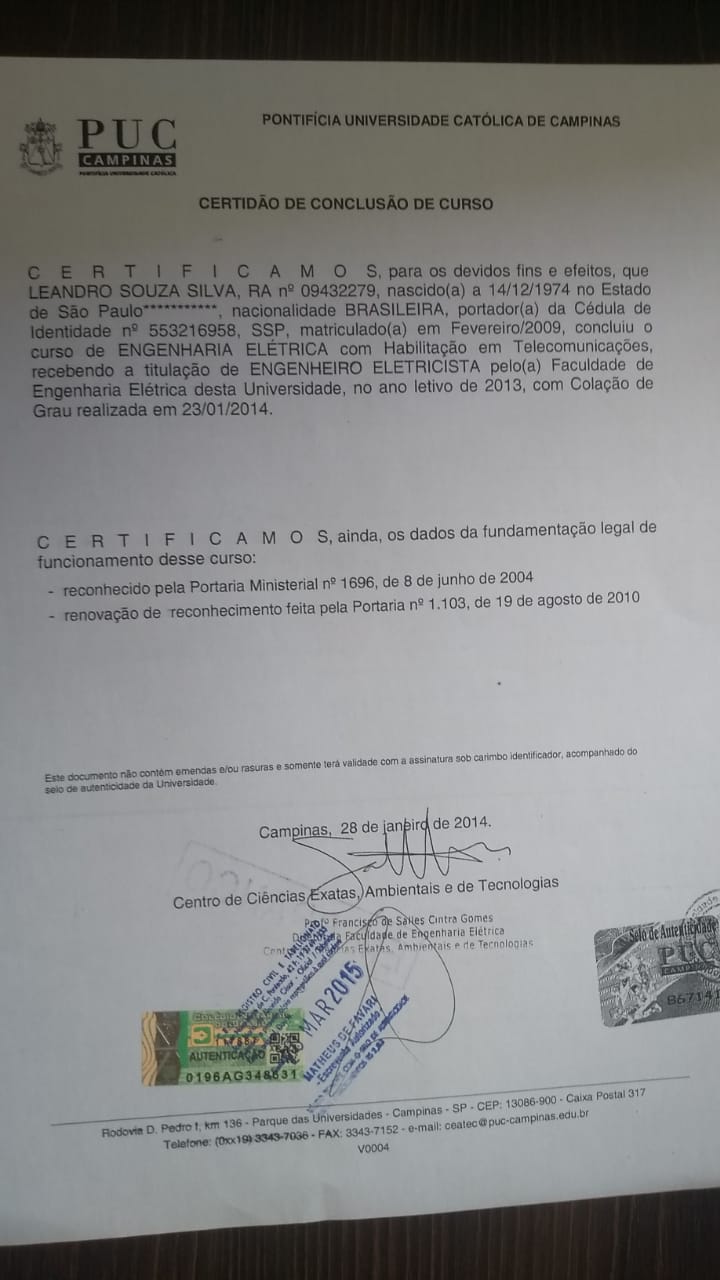 PUC
CAMPINAS
PONTIFÍCIA UNIVERSIDADE CATÓLICA
PONTIFÍCIA UNIVERSIDADE CATÓLICA DE CAMPINAS
CERTIDÃO DE CONCLUSÃO DE CURSO
C E R T I F I C A M O S, para os devidos fins e efeitos, que
LEANDRO SOUZA SILVA, RA nº 09432279, nascido(a) a 14/12/1974 no Estado
de São Paulo***********, nacionalidade BRASILEIRA, portador(a) da Cédula de
Identidade nº 553216958, SSP, matriculado(a) em Fevereiro/2009, concluiu o
curso de ENGENHARIA ELÉTRICA com Habilitação em Telecomunicações,
recebendo a titulação de ENGENHEIRO ELETRICISTA pelo(a) Faculdade de
Engenharia Elétrica desta Universidade, no ano letivo de 2013, com Colação de
Grau realizada em 23/01/2014.
C E R T I F I C A M O S, ainda, os dados da fundamentação legal de
funcionamento desse curso:
- reconhecido pela Portaria Ministerial nº 1696, de 8 de junho de 2004
- renovação de reconhecimento feita pela Portaria nº 1.103, de 19 de agosto de 2010
Este documento não contém emendas e/ou rasuras e somente terá validade com a assinatura sob carimbo identificador, acompanhado do
selo de autenticidade da Universidade.
Campinas, 28 de janeiro de 2014.
Centro de Ciências Exatas, Ambientais e de Tecnologias
Francisco de Salles Cintra Gomes
Faculdade de Engenharia Elétrica
Exatas, Ambientais e de Tecnologias
REGISTRO CIVIL E TABELIONATO
MAR 2015
MATHEUS DE FAVARI
Escrevente Autorizado
AUTENTICAÇÃO
0196AG348631
Selo de Autenticidade
PUC
Rodovia D. Pedro I, km 136 - Parque das Universidades - Campinas - SP - CEP: 13086-900 - Caixa Postal 317
Telefone: (0xx19) 3343-7036 - FAX: 3343-7152 - e-mail: ceatec@puc-campinas.edu.br
V0004